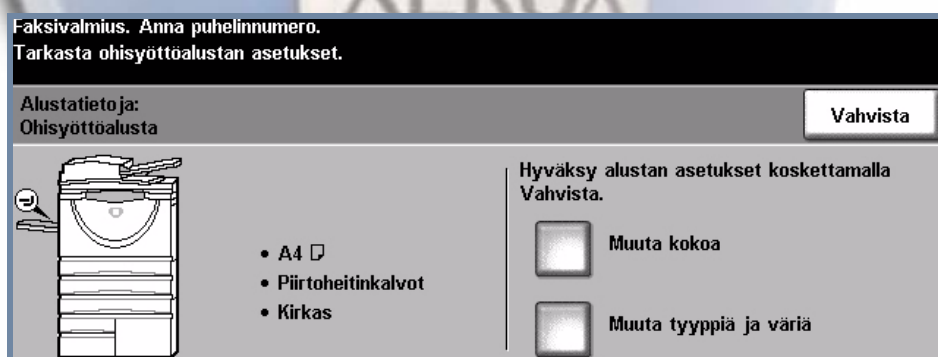 XEROX
Faksivalmius. Anna puhelinnumero.
Tarkasta ohisyöttöalustan asetukset.
Alustatietoja:
Ohisyöttöalusta
Vahvista
• A4
• Piirtoheitinkalvot
• Kirkas
Hyväksy alustan asetukset koskettamalla
Vahvista.
Muuta kokoa
Muuta tyyppiä ja väriä